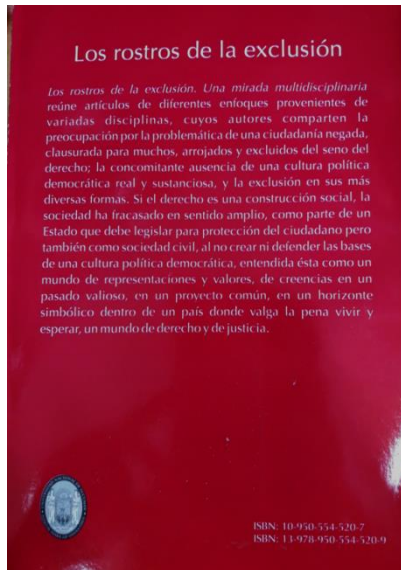 Los rostros de la exclusión
Los rostros de la exclusión. Una mirada multidisciplinaria
reúne artículos de diferentes enfoques provenientes de
variadas disciplinas, cuyos autores comparten la
preocupación por la problemática de una ciudadanía negada,
clausurada para muchos, arrojados y excluidos del seno del
derecho; la concomitante ausencia de una cultura política
democrática real y sustanciosa, y la exclusión en sus más
diversas formas. Si el derecho es una construcción social, la
sociedad ha fracasado en sentido amplio, como parte de un
Estado que debe legislar para protección del ciudadano pero
también como sociedad civil, al no crear ni defender las bases
de una cultura política democrática, entendida ésta como un
mundo de representaciones y valores, de creencias en un
pasado valioso, en un proyecto común, en un horizonte
simbólico dentro de un país donde valga la pena vivir y
esperar, un mundo de derecho y de justicia.
ISBN: 10-950-554-520-7
ISBN: 13-978-950-554-520-9